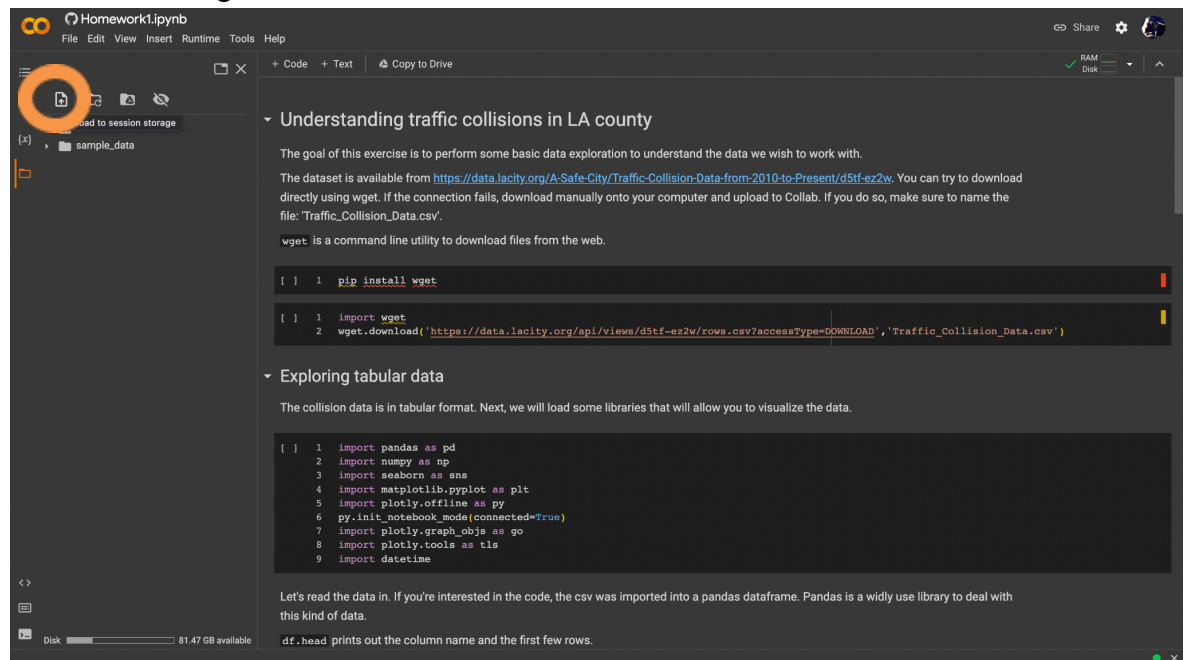 Homework1.ipynb
File Edit View Insert Runtime Tools Help
Share
+ Code + Text Copy to Drive
RAM
Disk
to session storage
{x}
sample_data
Understanding traffic collisions in LA county
The goal of this exercise is to perform some basic data exploration to understand the data we wish to work with.
The dataset is available from https://data.lacity.org/A-Safe-City/Traffic-Collision-Data-from-2010-to-Present/d5tf-ez2w. You can try to download
directly using wget. If the connection fails, download manually onto your computer and upload to Collab. If you do so, make sure to name the
file: 'Traffic_Collision_Data.csv'.
wget is a command line utility to download files from the web.
[ ] 1 pip install wget
[ ] 1 import wget
2 wget.download('https://data.lacity.org/api/views/d5tf-ez2w/rows.csv?accessType=DOWNLOAD','Traffic_Collision_Data.csv')
Exploring tabular data
The collision data is in tabular format. Next, we will load some libraries that will allow you to visualize the data.
[ ] 1 import pandas as pd
2 import numpy as np
3 import seaborn as sns
4 import matplotlib.pyplot as plt
5 import plotly.offline as py
6 py.init_notebook_mode(connected=True)
7 import plotly.graph_objs as go
8 import plotly.tools as tls
9 import datetime
Let's read the data in. If you're interested in the code, the csv was imported into a pandas dataframe. Pandas is a widly use library to deal with
this kind of data.
df.head prints out the column name and the first few rows.
Disk 81.47 GB available